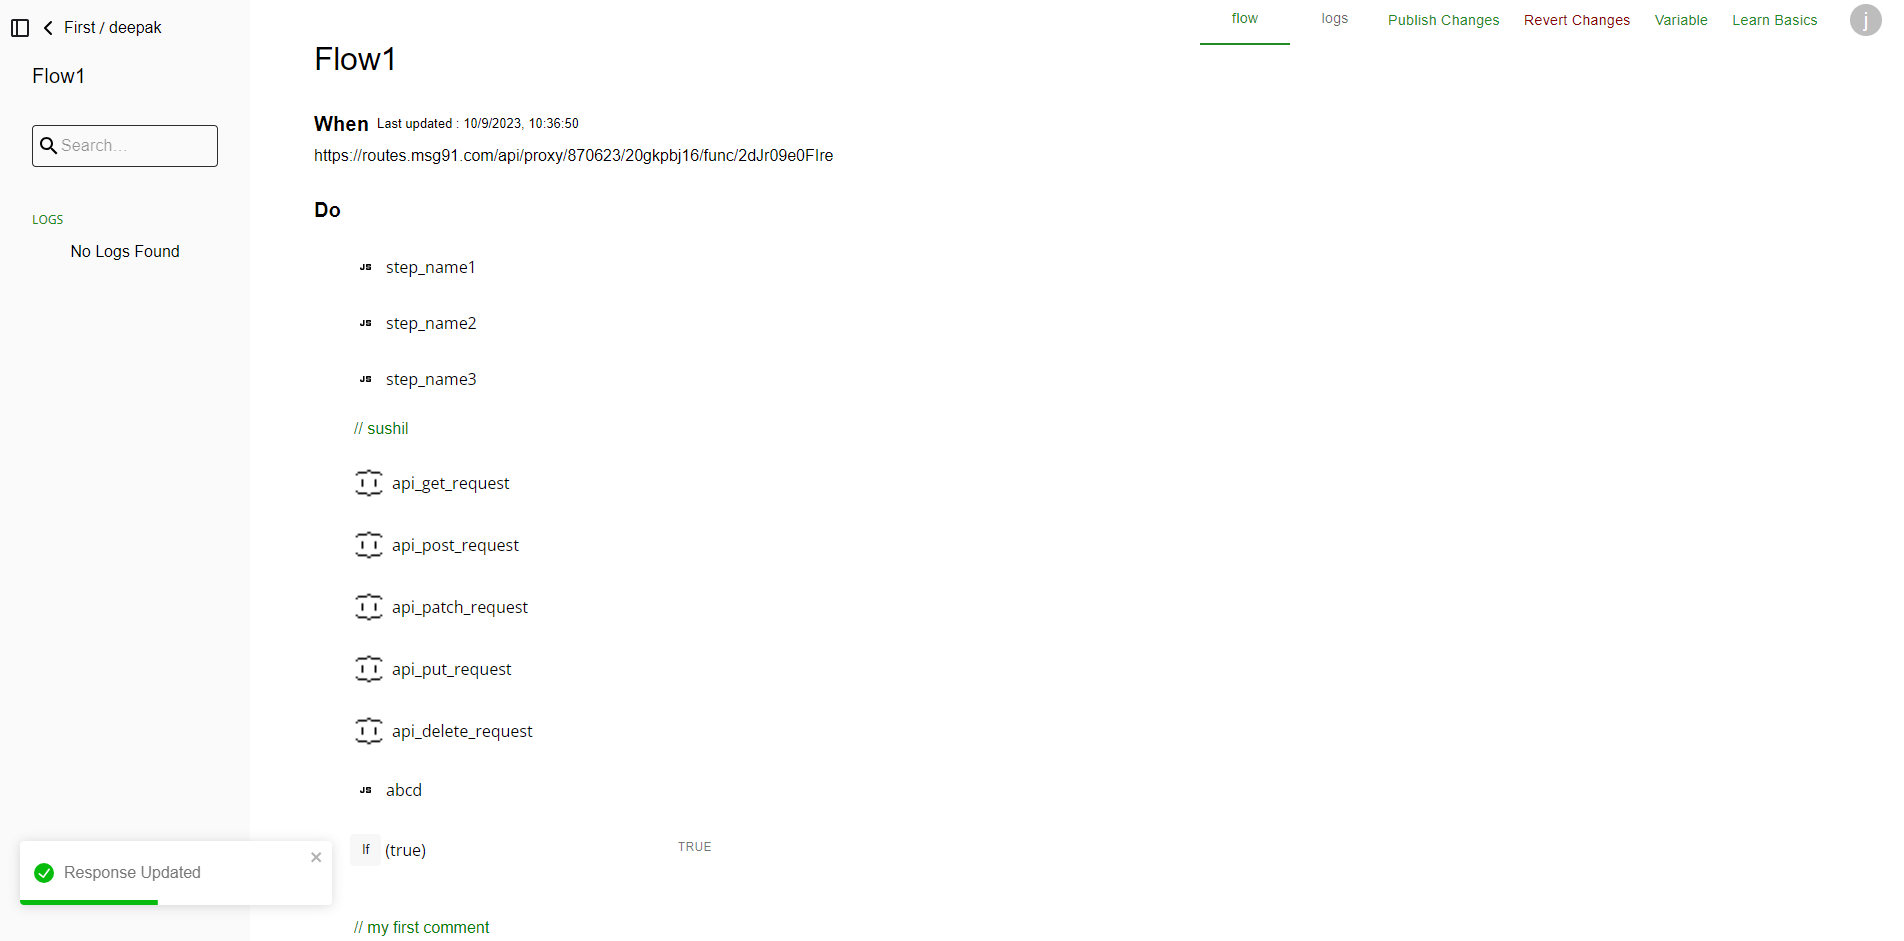 First / deepak
flow
logs
Publish Changes
Revert Changes
Variable
Learn Basics
j
Flow1
Search...
LOGS
No Logs Found
Flow1
When Last updated : 10/9/2023, 10:36:50
https://routes.msg91.com/api/proxy/870623/20gkpbj16/func/2dJr09e0FIre
Do
JS step_name1
JS step_name2
JS step_name3
// sushil
api_get_request
api_post_request
api_patch_request
api_put_request
api_delete_request
JS abcd
If (true)
TRUE
Response Updated
// my first comment